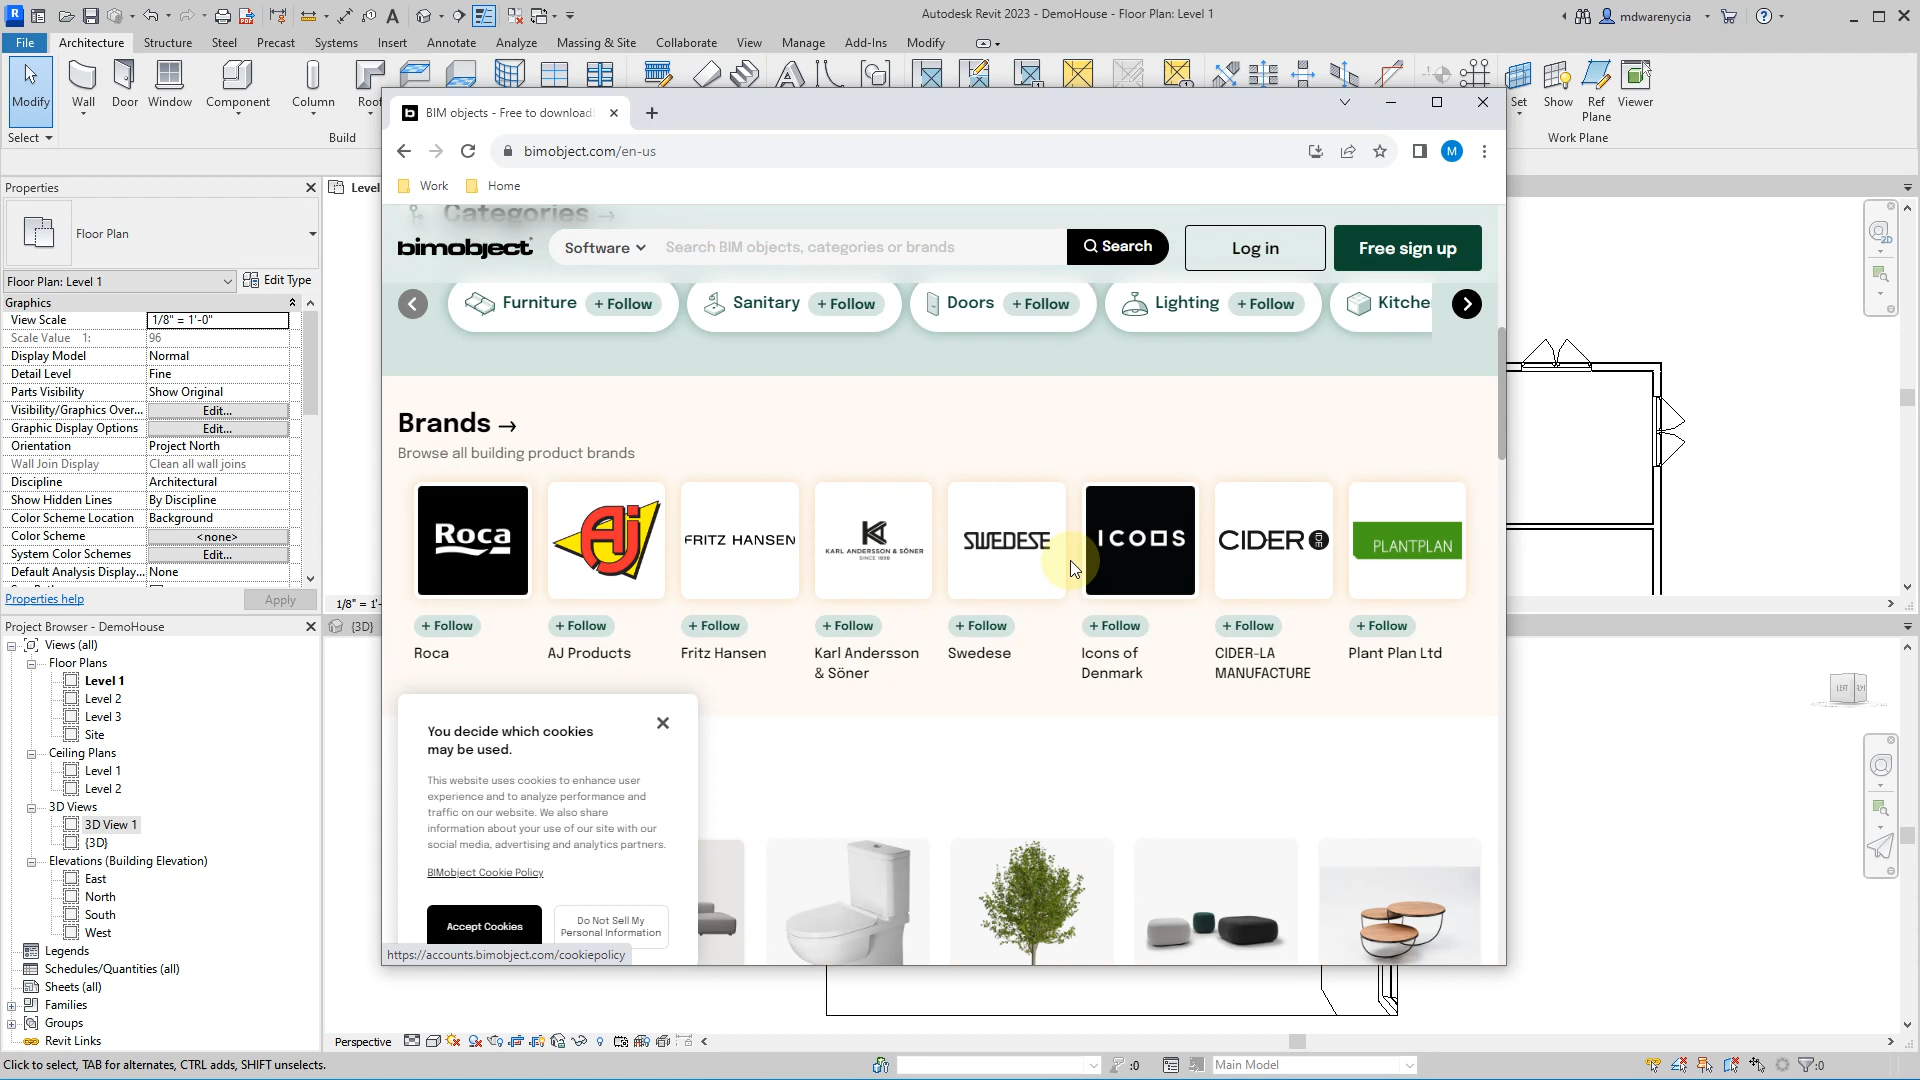 Autodesk Revit 2023 - DemoHouse - Floor Plan: Level 1
mdwarenycia
File Architecture Structure Steel Precast Systems Insert Annotate Analyze Massing & Site Collaborate View Manage Add-Ins Modify
Modify Wall Door Window Component Column Set Show Ref Plane Viewer
Select Build Work Plane
BIM objects - Free to download
bimobject.com/en-us
M
Work Home
Categories →
bimobject
Software
Search BIM objects, categories or brands
Search
Log in
Free sign up
Furniture + Follow Sanitary + Follow Doors + Follow Lighting + Follow Kitche
Brands →
Browse all building product brands
Roca
AJ
FRITZ HANSEN
KARL ANDERSSON & SÖNER
SINCE 1898
SWEDESE
ICONS
CIDER
PLANTPLAN
+ Follow + Follow + Follow + Follow + Follow + Follow + Follow + Follow
Roca
AJ Products
Fritz Hansen
Karl Andersson
& Söner
Swedese
Icons of
Denmark
CIDER-LA
MANUFACTURE
Plant Plan Ltd
You decide which cookies
may be used.
This website uses cookies to enhance user
experience and to analyze performance and
traffic on our website. We also share
information about your use of our site with our
social media, advertising and analytics partners.
BIMobject Cookie Policy
Accept Cookies
Do Not Sell My
Personal Information
https://accounts.bimobject.com/cookiepolicy
Properties
Floor Plan
Floor Plan: Level 1
Edit Type
Graphics
View Scale 1/8" = 1'-0"
Scale Value 1: 96
Display Model Normal
Detail Level Fine
Parts Visibility Show Original
Visibility/Graphics Over... Edit...
Graphic Display Options Edit...
Orientation Project North
Wall Join Display Clean all wall joins
Discipline Architectural
Show Hidden Lines By Discipline
Color Scheme Location Background
Color Scheme <none>
System Color Schemes Edit...
Default Analysis Display... None
Properties help
Apply
Level
1/8" = 1'-
{3D}
Project Browser - DemoHouse
Views (all)
Floor Plans
Level 1
Level 2
Level 3
Site
Ceiling Plans
Level 1
Level 2
3D Views
3D View 1
{3D}
Elevations (Building Elevation)
East
North
South
West
Legends
Schedules/Quantities (all)
Sheets (all)
Families
Groups
Revit Links
2D
LEFT
Perspective
Click to select, TAB for alternates, CTRL adds, SHIFT unselects.
:0
Main Model
:0